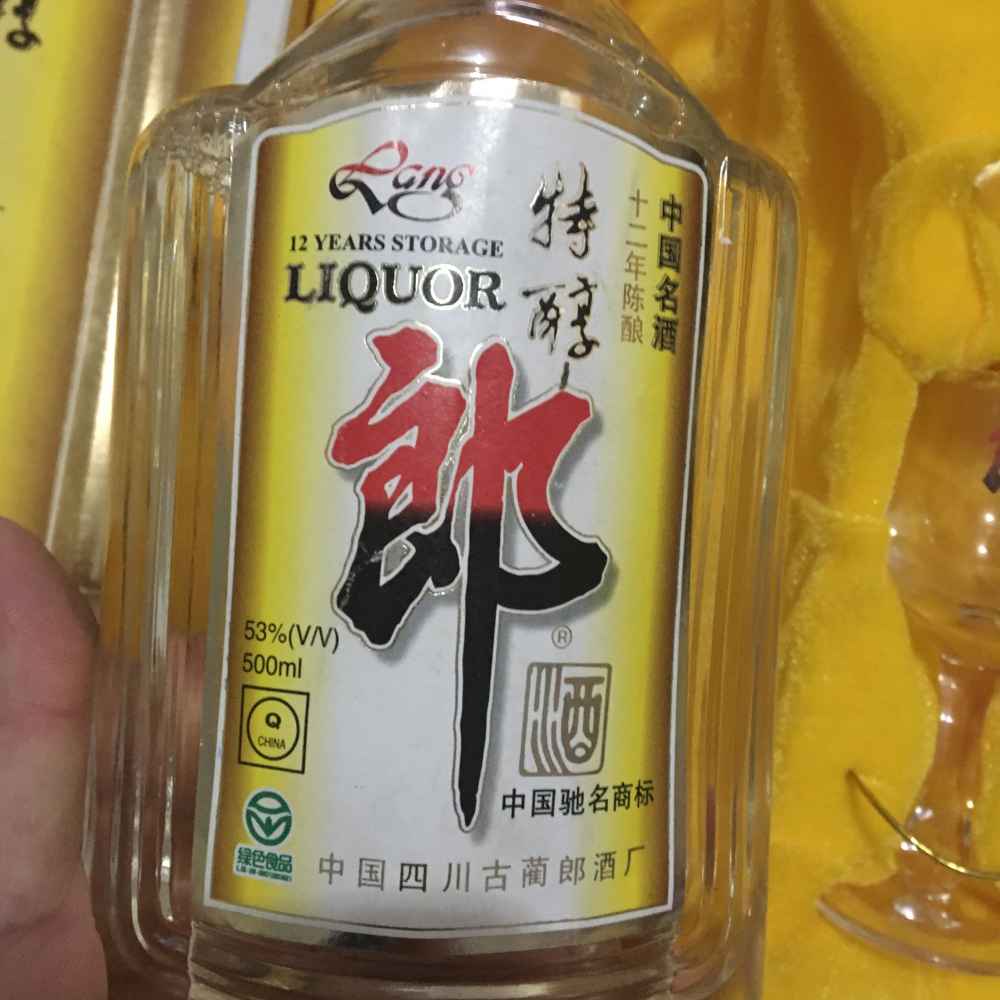 Lang
12 YEARS STORAGE
LIQUOR
特醇
中国名酒
十二年陈酿
郎
®
酒
53%(V/V)
500ml
Q
CHINA
中国驰名商标
绿色食品
中国四川古蔺郎酒厂